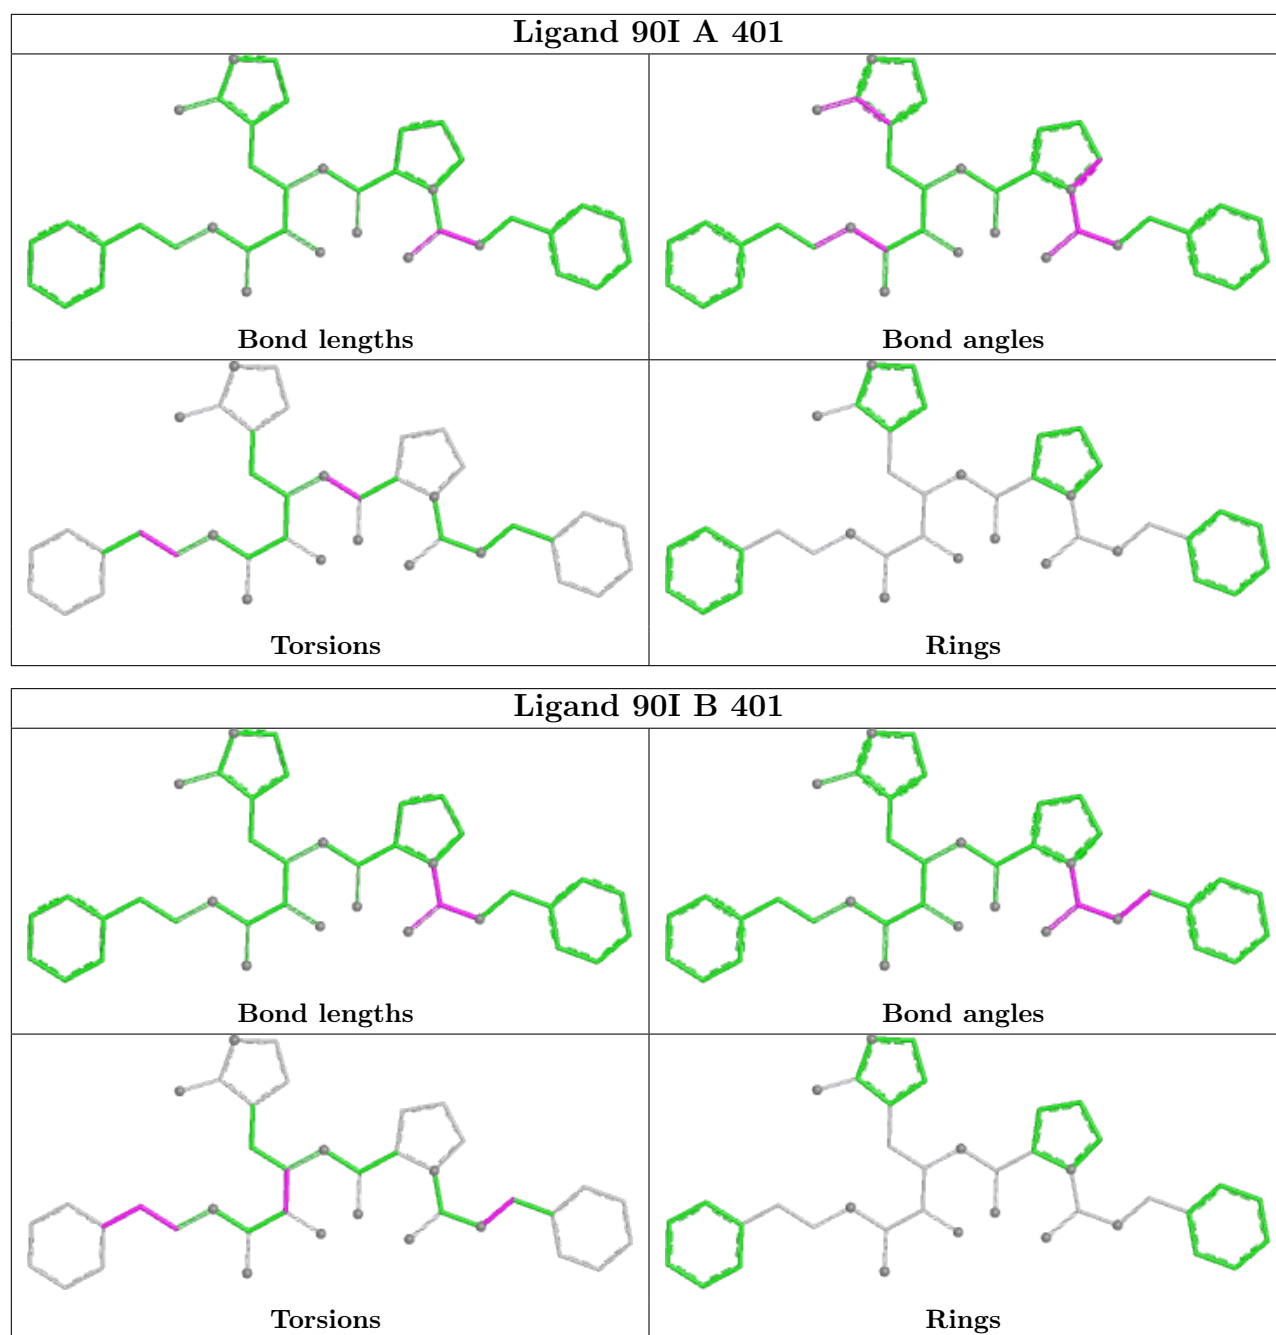 Ligand 90I A 401
Bond lengths
Bond angles
Torsions
Rings
Ligand 90I B 401
Bond lengths
Bond angles
Torsions
Rings